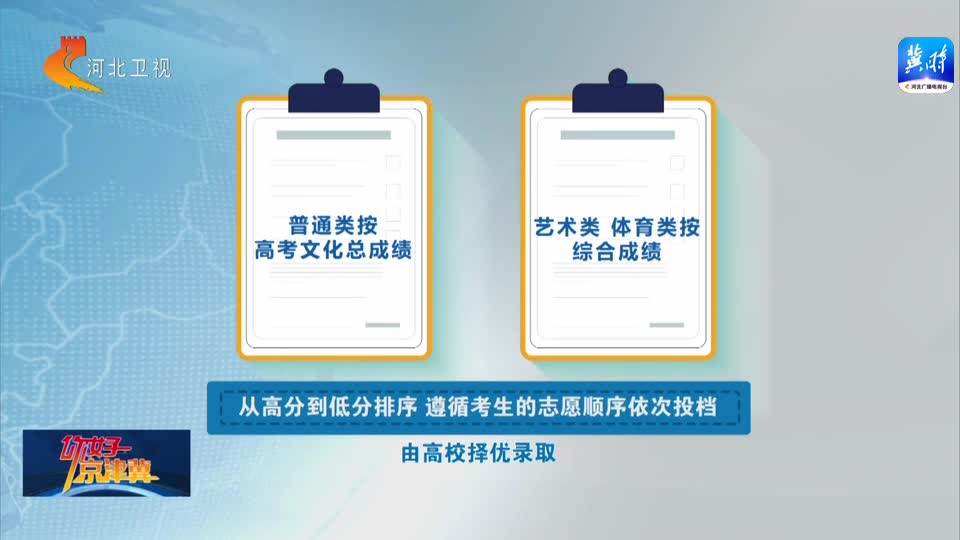 河北卫视
冀时
河北广播电视台
普通类按
高考文化总成绩
艺术类 体育类按
综合成绩
从高分到低分排序 遵循考生的志愿顺序依次投档
由高校择优录取
你好
京津冀